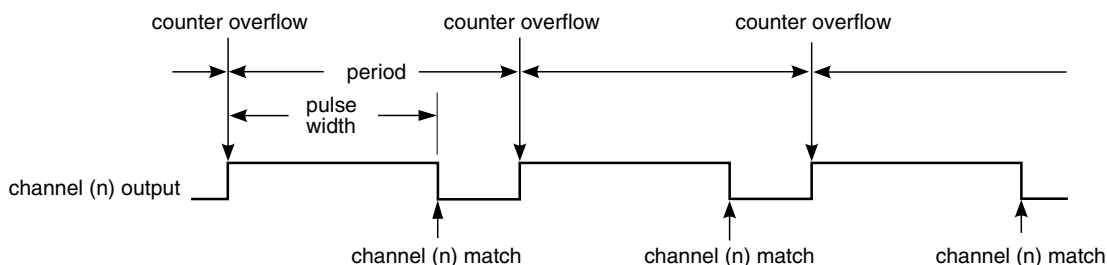 counter overflow counter overflow counter overflow
period
pulse
width
channel (n) output
channel (n) match channel (n) match channel (n) match